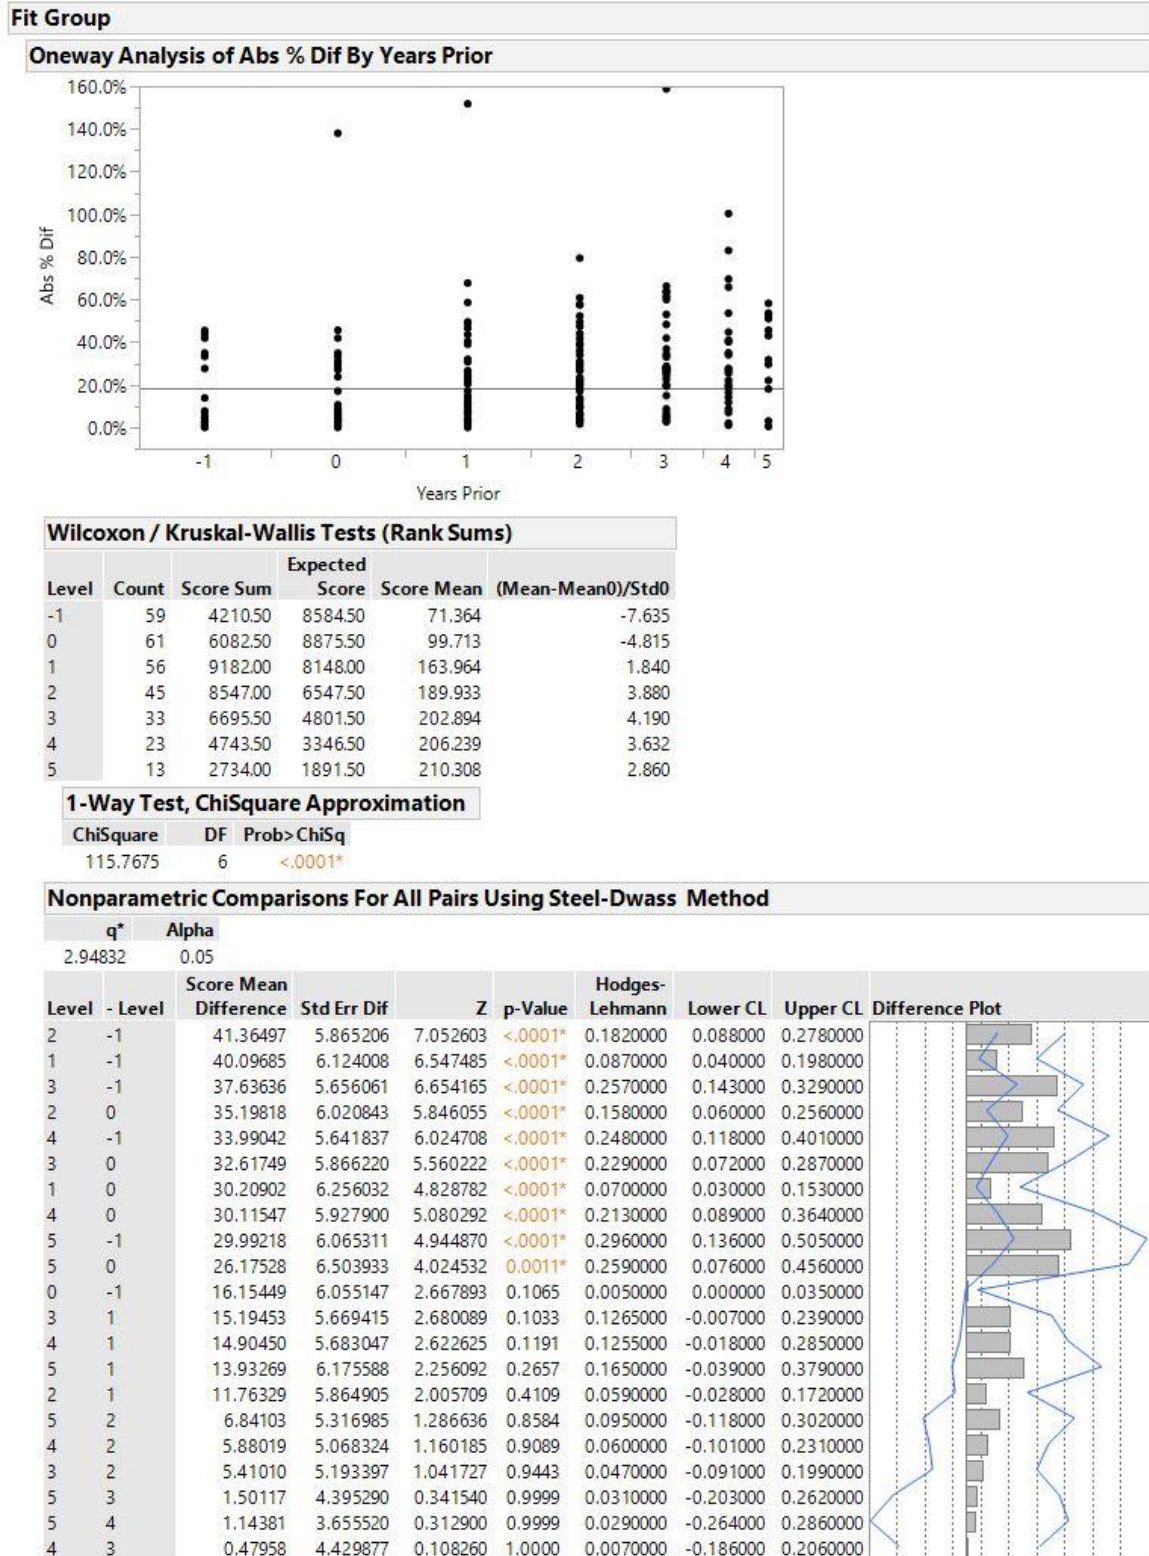 Fit Group
Oneway Analysis of Abs % Dif By Years Prior
160.0%
140.0%
120.0%
100.0%
80.0%
60.0%
40.0%
20.0%
0.0%
Abs % Dif
-1 0 1 2 3 4 5
Years Prior
Wilcoxon / Kruskal-Wallis Tests (Rank Sums)
Expected
Level Count Score Sum Score Score Mean (Mean-Mean0)/Std0
-1 59 4210.50 8584.50 71.364 -7.635
0 61 6082.50 8875.50 99.713 -4.815
1 56 9182.00 8148.00 163.964 1.840
2 45 8547.00 6547.50 189.933 3.880
3 33 6695.50 4801.50 202.894 4.190
4 23 4743.50 3346.50 206.239 3.632
5 13 2734.00 1891.50 210.308 2.860
1-Way Test, ChiSquare Approximation
ChiSquare DF Prob>ChiSq
115.7675 6 <.0001*
Nonparametric Comparisons For All Pairs Using Steel-Dwass Method
q* Alpha
2.94832 0.05
Score Mean Hodges-
Level - Level Difference Std Err Dif Z p-Value Lehmann Lower CL Upper CL Difference Plot
2 -1 41.36497 5.865206 7.052603 <.0001* 0.1820000 0.088000 0.2780000
1 -1 40.09685 6.124008 6.547485 <.0001* 0.0870000 0.040000 0.1980000
3 -1 37.63636 5.656061 6.654165 <.0001* 0.2570000 0.143000 0.3290000
2 0 35.19818 6.020843 5.846055 <.0001* 0.1580000 0.060000 0.2560000
4 -1 33.99042 5.641837 6.024708 <.0001* 0.2480000 0.118000 0.4010000
3 0 32.61749 5.866220 5.560222 <.0001* 0.2290000 0.072000 0.2870000
1 0 30.20902 6.256032 4.828782 <.0001* 0.0700000 0.030000 0.1530000
4 0 30.11547 5.927900 5.080292 <.0001* 0.2130000 0.089000 0.3640000
5 -1 29.99218 6.065311 4.944870 <.0001* 0.2960000 0.136000 0.5050000
5 0 26.17528 6.503933 4.024532 0.0011* 0.2590000 0.076000 0.4560000
0 -1 16.15449 6.055147 2.667893 0.1065 0.0050000 0.000000 0.0350000
3 1 15.19453 5.669415 2.680089 0.1033 0.1265000 -0.007000 0.2390000
4 1 14.90450 5.683047 2.622625 0.1191 0.1255000 -0.018000 0.2850000
5 1 13.93269 6.175588 2.256092 0.2657 0.1650000 -0.039000 0.3790000
2 1 11.76329 5.864905 2.005709 0.4109 0.0590000 -0.028000 0.1720000
5 2 6.84103 5.316985 1.286636 0.8584 0.0950000 -0.118000 0.3020000
4 2 5.88019 5.068324 1.160185 0.9089 0.0600000 -0.101000 0.2310000
3 2 5.41010 5.193397 1.041727 0.9443 0.0470000 -0.091000 0.1990000
5 3 1.50117 4.395290 0.341540 0.9999 0.0310000 -0.203000 0.2620000
5 4 1.14381 3.655520 0.312900 0.9999 0.0290000 -0.264000 0.2860000
4 3 0.47958 4.429877 0.108260 1.0000 0.0070000 -0.186000 0.2060000